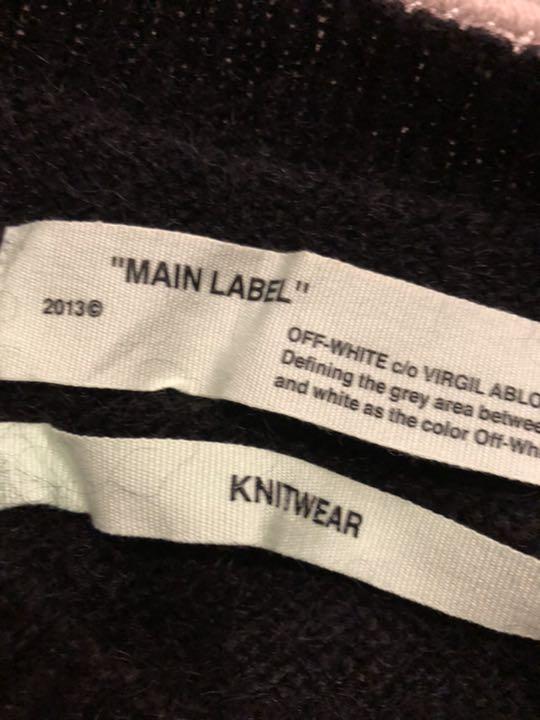 "MAIN LABEL"
2013©
OFF-WHITE c/o VIRGIL ABLO
Defining the grey area betwee
and white as the color Off-Whi
KNITWEAR